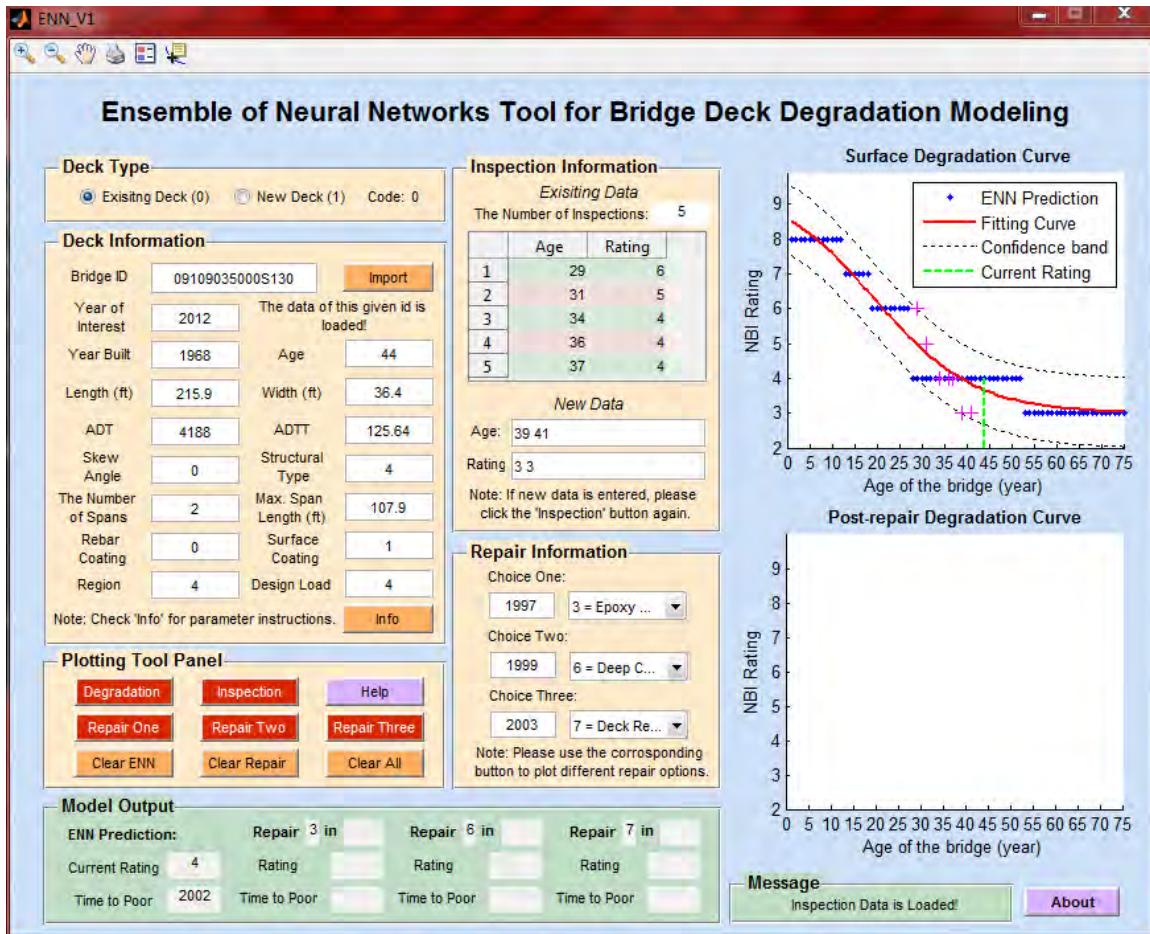 ENN_V1
Ensemble of Neural Networks Tool for Bridge Deck Degradation Modeling
Deck Type
Exisitng Deck (0) New Deck (1) Code: 0
Deck Information
Bridge ID 09109035000S130 Import
Year of Interest 2012 The data of this given id is loaded!
Year Built 1968 Age 44
Length (ft) 215.9 Width (ft) 36.4
ADT 4188 ADTT 125.64
Skew Angle 0 Structural Type 4
The Number of Spans 2 Max. Span Length (ft) 107.9
Rebar Coating 0 Surface Coating 1
Region 4 Design Load 4
Note: Check 'Info' for parameter instructions. Info
Plotting Tool Panel
Degradation Inspection Help
Repair One Repair Two Repair Three
Clear ENN Clear Repair Clear All
Inspection Information
Exisiting Data
The Number of Inspections: 5
Age Rating
1 29 6
2 31 5
3 34 4
4 36 4
5 37 4
New Data
Age: 39 41
Rating 3 3
Note: If new data is entered, please
click the 'Inspection' button again.
Repair Information
Choice One:
1997 3 = Epoxy ...
Choice Two:
1999 6 = Deep C...
Choice Three:
2003 7 = Deck Re...
Note: Please use the corrosponding
button to plot different repair options.
Surface Degradation Curve
ENN Prediction
Fitting Curve
Confidence band
Current Rating
NBI Rating
9
8
7
6
5
4
3
2
0 5 10 15 20 25 30 35 40 45 50 55 60 65 70 75
Age of the bridge (year)
Post-repair Degradation Curve
NBI Rating
9
8
7
6
5
4
3
2
0 5 10 15 20 25 30 35 40 45 50 55 60 65 70 75
Age of the bridge (year)
Model Output
ENN Prediction: Repair 3 in Repair 6 in Repair 7 in
Current Rating 4 Rating Rating Rating
Time to Poor 2002 Time to Poor Time to Poor Time to Poor
Message
Inspection Data is Loaded!
About